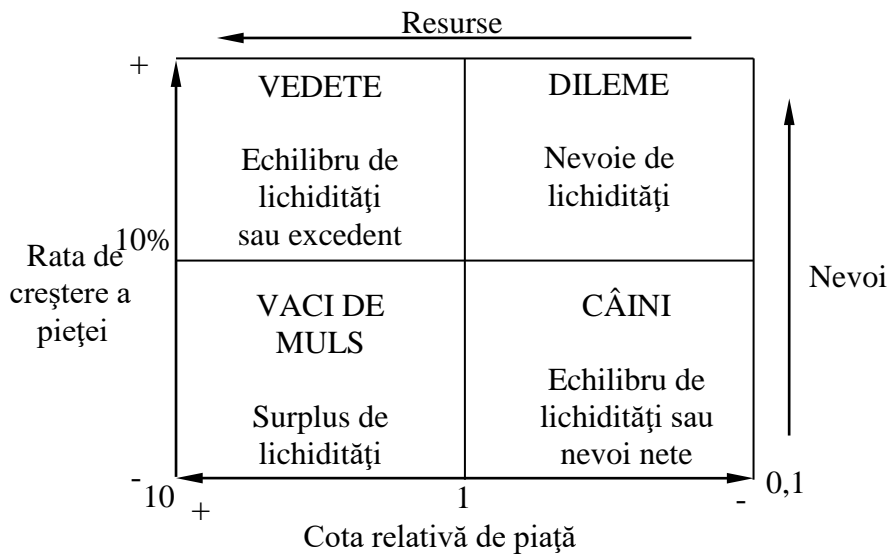 Resurse
+
VEDETE
DILEME
Echilibru de
lichidităţi
sau excedent
Nevoie de
lichidităţi
10%
Rata de
creştere a
pieţei
Nevoi
VACI DE
MULS
CÂINI
Surplus de
lichidităţi
Echilibru de
lichidităţi sau
nevoi nete
-
10
+
1
-
0,1
Cota relativă de piaţă